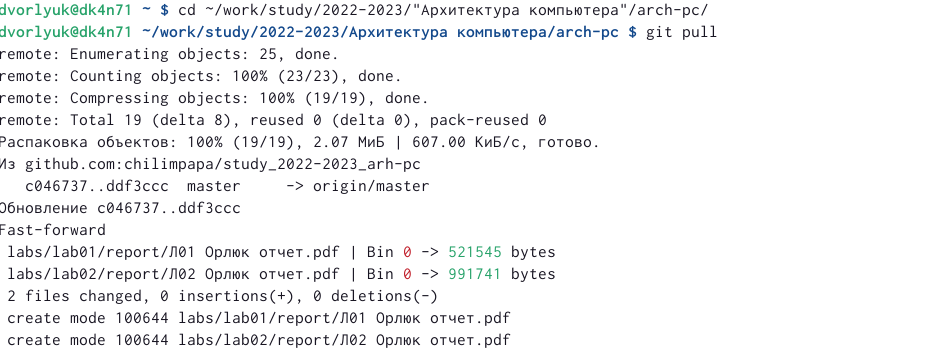 dvorlyuk@dk4n71 ~ $ cd ~/work/study/2022-2023/"Архитектура компьютера"/arch-pc/
dvorlyuk@dk4n71 ~/work/study/2022-2023/Архитектура компьютера/arch-pc $ git pull
remote: Enumerating objects: 25, done.
remote: Counting objects: 100% (23/23), done.
remote: Compressing objects: 100% (19/19), done.
remote: Total 19 (delta 8), reused 0 (delta 0), pack-reused 0
Распаковка объектов: 100% (19/19), 2.07 МиБ | 607.00 КиБ/с, готово.
Из github.com:chilimpapa/study_2022-2023_arh-pc
   c046737..ddf3ccc  master     -> origin/master
Обновление c046737..ddf3ccc
Fast-forward
 labs/lab01/report/Л01 Орлюк отчет.pdf | Bin 0 -> 521545 bytes
 labs/lab02/report/Л02 Орлюк отчет.pdf | Bin 0 -> 991741 bytes
 2 files changed, 0 insertions(+), 0 deletions(-)
 create mode 100644 labs/lab01/report/Л01 Орлюк отчет.pdf
 create mode 100644 labs/lab02/report/Л02 Орлюк отчет.pdf